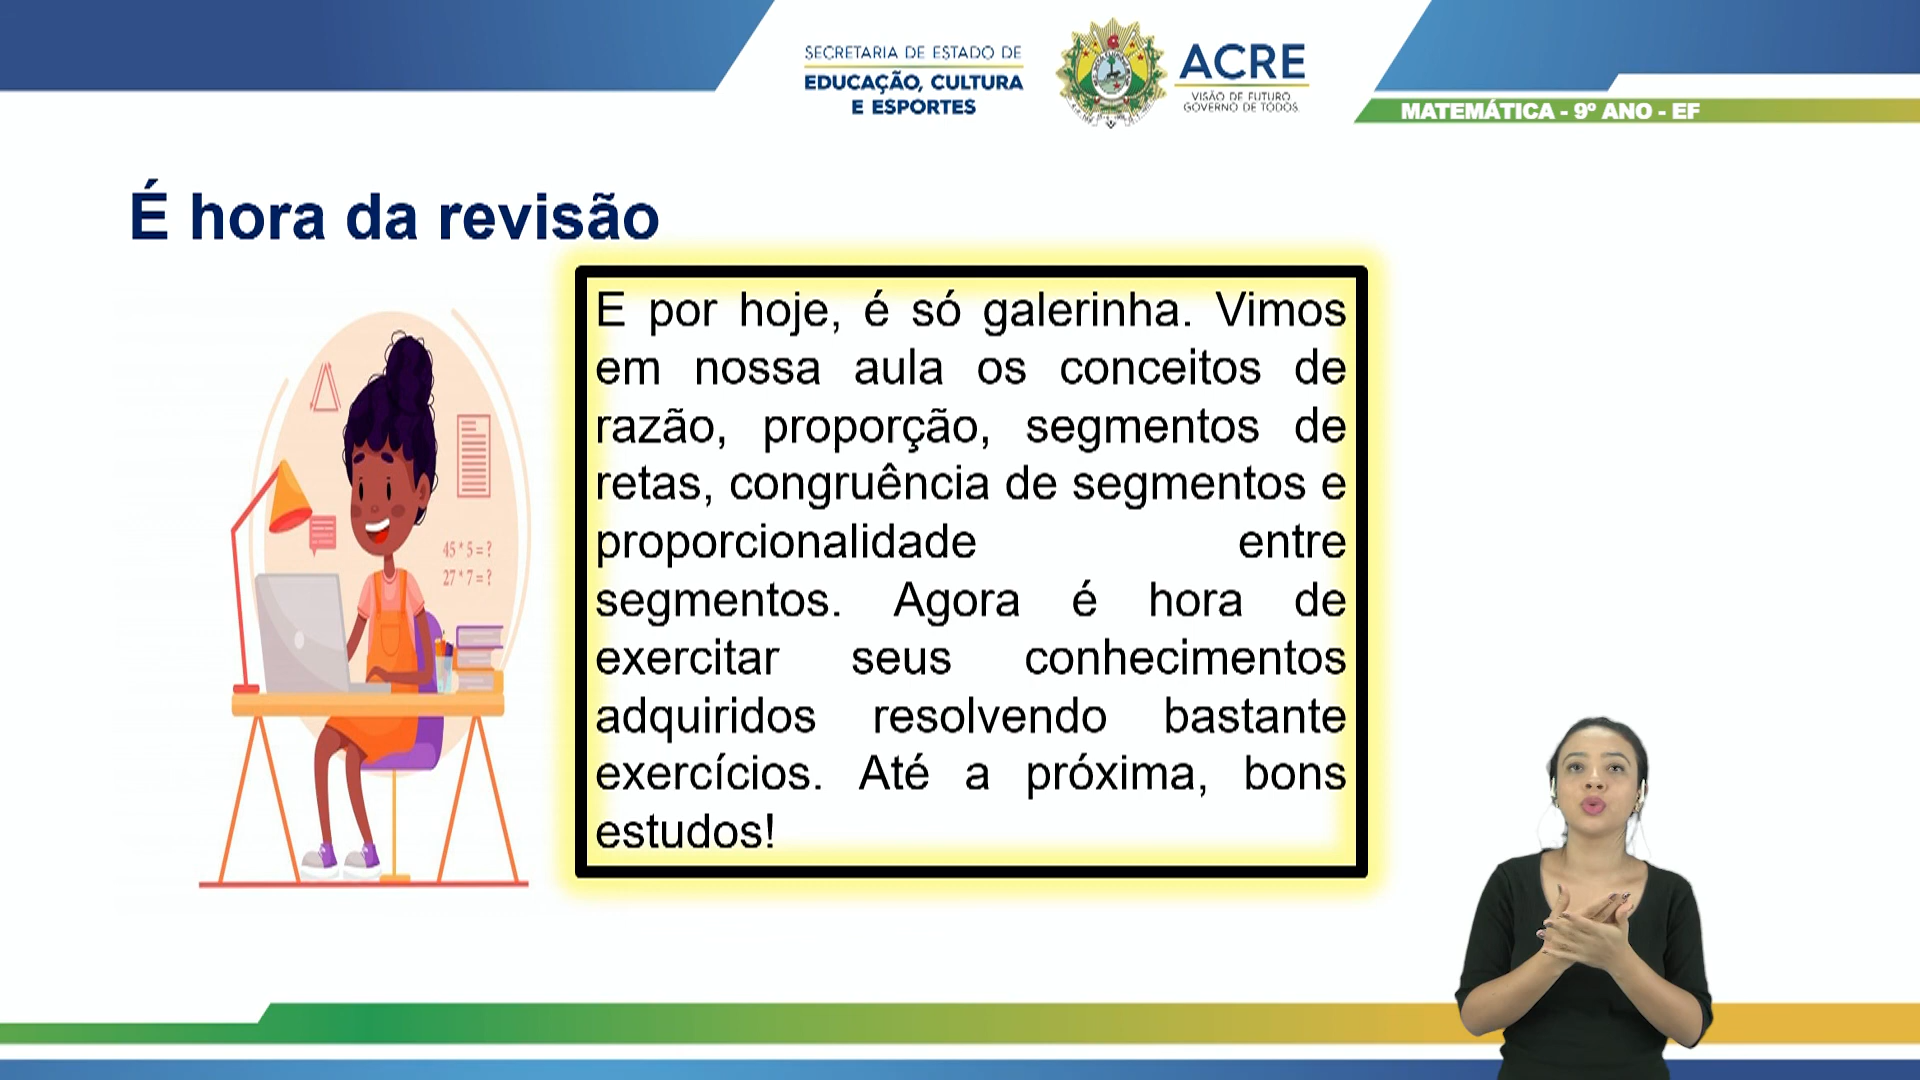 SECRETARIA DE ESTADO DE
EDUCAÇÃO, CULTURA
E ESPORTES
ACRE
VISÃO DE FUTURO
GOVERNO DE TODOS
MATEMÁTICA - 9º ANO - EF
É hora da revisão
E por hoje, é só galerinha. Vimos
em nossa aula os conceitos de
razão, proporção, segmentos de
retas, congruência de segmentos e
proporcionalidade entre
segmentos. Agora é hora de
exercitar seus conhecimentos
adquiridos resolvendo bastante
exercícios. Até a próxima, bons
estudos!
45 * 5 = ?
27 * 7 = ?